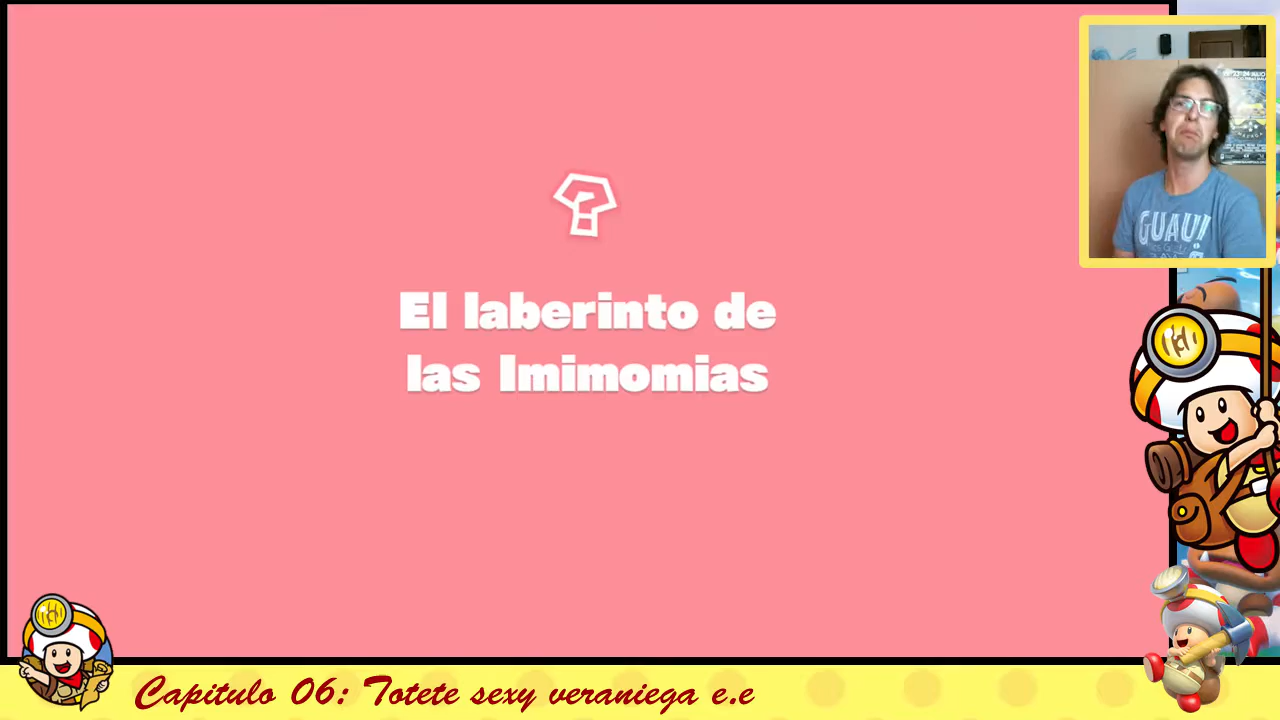 El laberinto de
las Imimomias
GUAU!
Capitulo 06: Totete sexy veraniega e.e